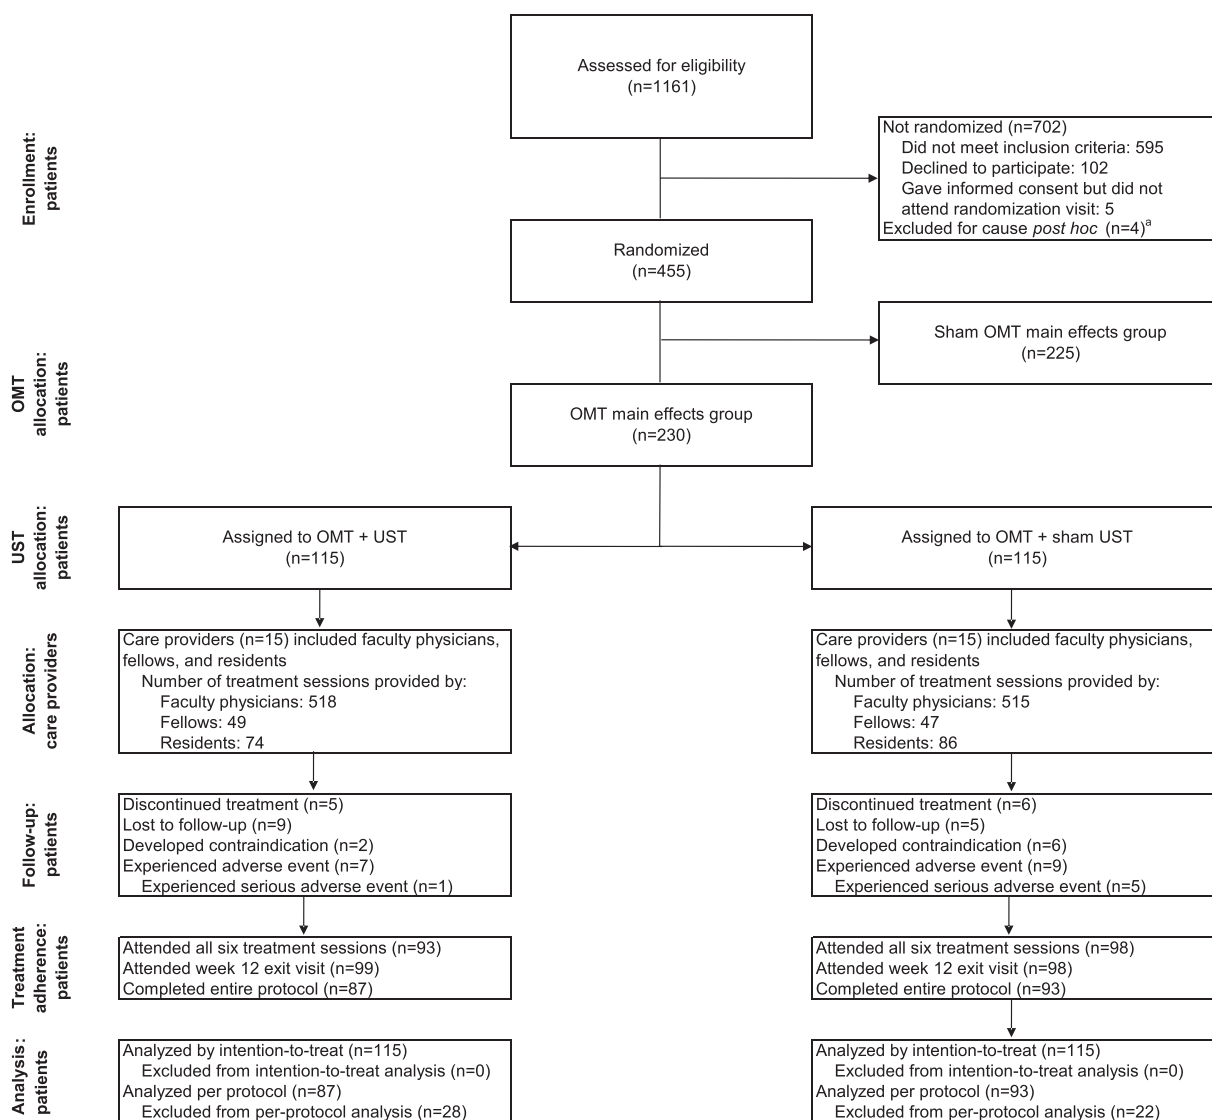 Assessed for eligibility
(n=1161)
Enrollment:
patients
Not randomized (n=702)
Did not meet inclusion criteria: 595
Declined to participate: 102
Gave informed consent but did not
attend randomization visit: 5
Excluded for cause post hoc (n=4)a
Randomized
(n=455)
OMT
allocation:
patients
Sham OMT main effects group
(n=225)
OMT main effects group
(n=230)
UST
allocation:
patients
Assigned to OMT + UST
(n=115)
Assigned to OMT + sham UST
(n=115)
Allocation:
care providers
Care providers (n=15) included faculty physicians,
fellows, and residents
Number of treatment sessions provided by:
Faculty physicians: 518
Fellows: 49
Residents: 74
Care providers (n=15) included faculty physicians,
fellows, and residents
Number of treatment sessions provided by:
Faculty physicians: 515
Fellows: 47
Residents: 86
Follow-up:
patients
Discontinued treatment (n=5)
Lost to follow-up (n=9)
Developed contraindication (n=2)
Experienced adverse event (n=7)
Experienced serious adverse event (n=1)
Discontinued treatment (n=6)
Lost to follow-up (n=5)
Developed contraindication (n=6)
Experienced adverse event (n=9)
Experienced serious adverse event (n=5)
Treatment
adherence:
patients
Attended all six treatment sessions (n=93)
Attended week 12 exit visit (n=99)
Completed entire protocol (n=87)
Attended all six treatment sessions (n=98)
Attended week 12 exit visit (n=98)
Completed entire protocol (n=93)
Analysis:
patients
Analyzed by intention-to-treat (n=115)
Excluded from intention-to-treat analysis (n=0)
Analyzed per protocol (n=87)
Excluded from per-protocol analysis (n=28)
Analyzed by intention-to-treat (n=115)
Excluded from intention-to-treat analysis (n=0)
Analyzed per protocol (n=93)
Excluded from per-protocol analysis (n=22)